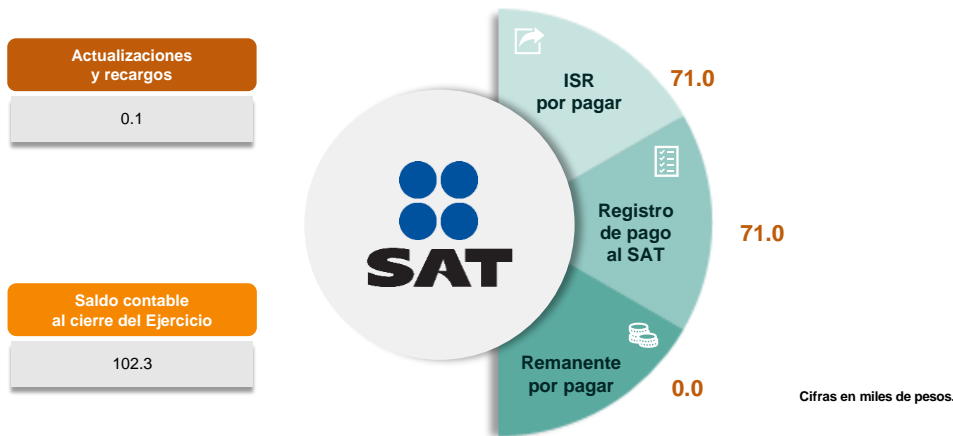 Actualizaciones
y recargos
0.1
Saldo contable
al cierre del Ejercicio
102.3
SAT
ISR
por pagar
71.0
Registro
de pago
al SAT
71.0
Remanente
por pagar
0.0
Cifras en miles de pesos.